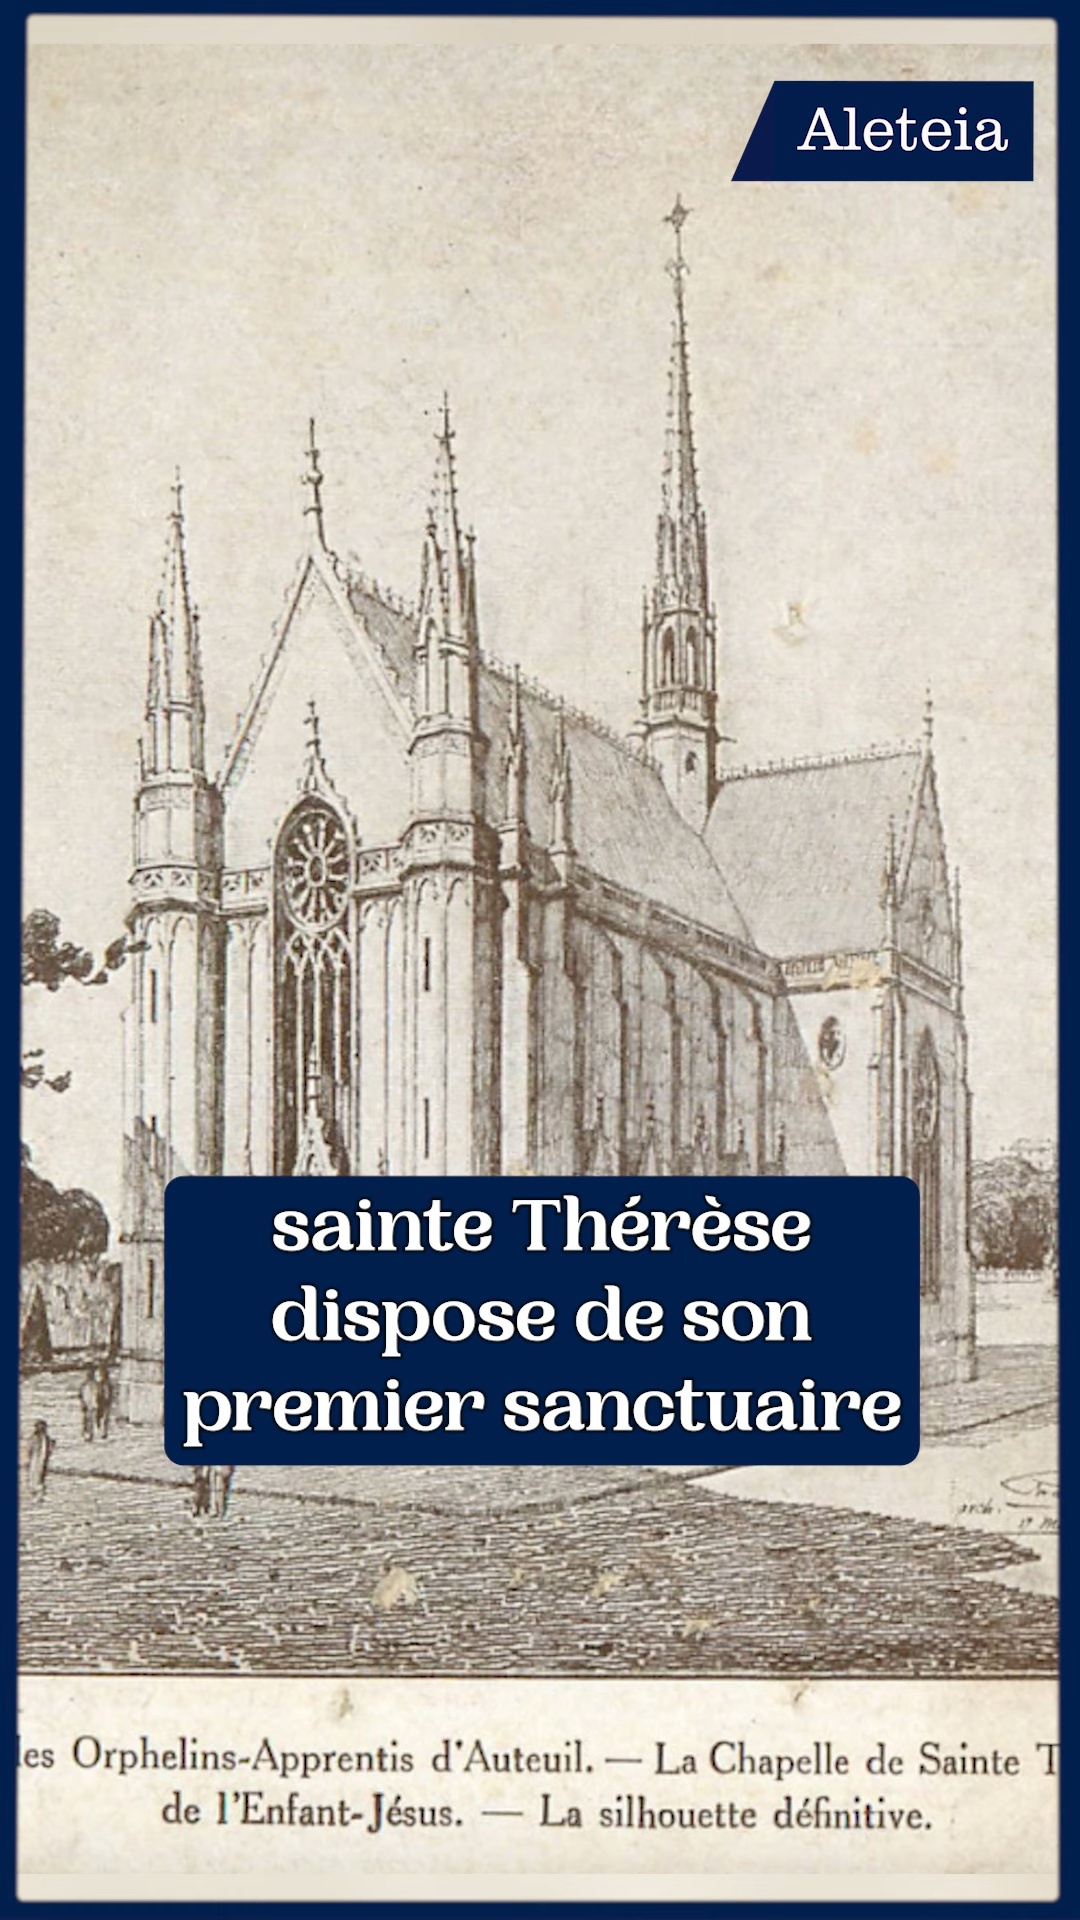 Aleteia
sainte Thérèse
dispose de son
premier sanctuaire
arch.
les Orphelins-Apprentis d'Auteuil. — La Chapelle de Sainte T
de l'Enfant-Jésus. — La silhouette définitive.